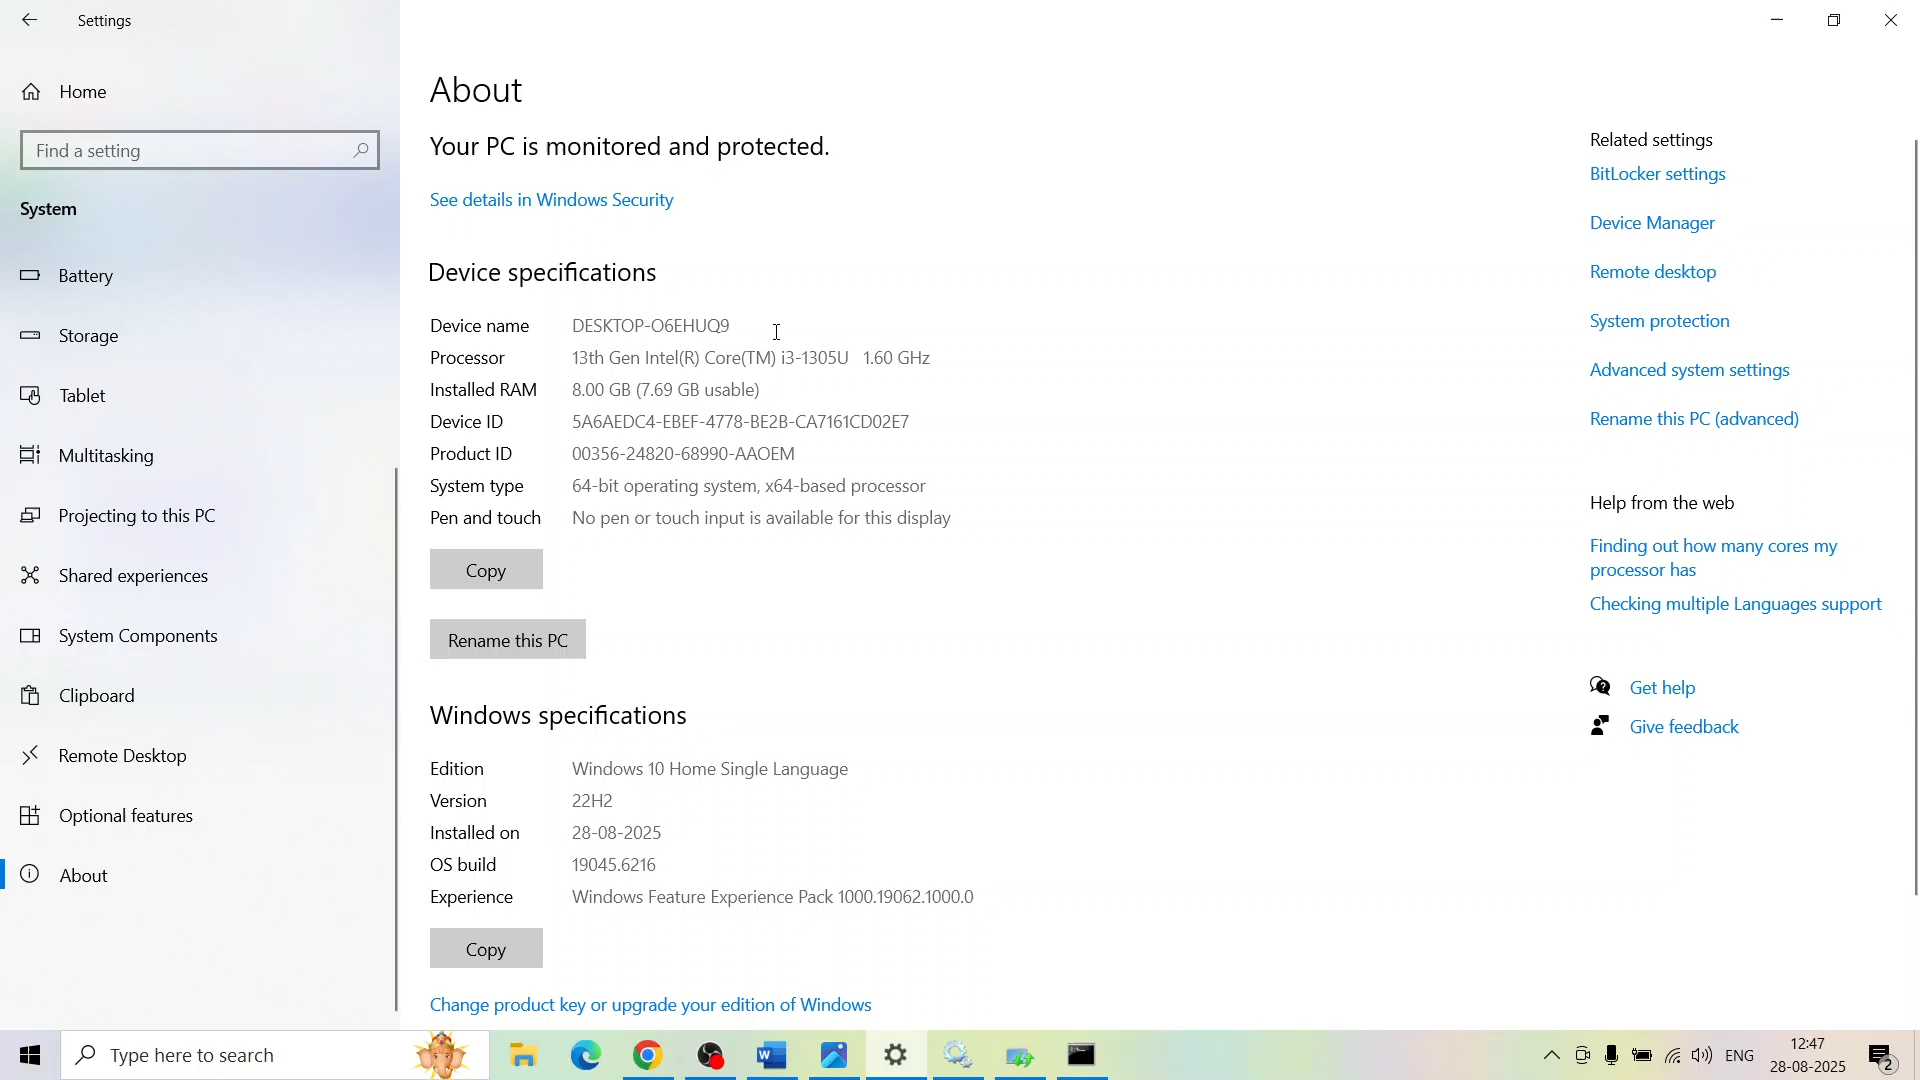 Settings
Home
Find a setting
System
Battery
Storage
Tablet
Multitasking
Projecting to this PC
Shared experiences
System Components
Clipboard
Remote Desktop
Optional features
About
About
Your PC is monitored and protected.
See details in Windows Security
Device specifications
Device name DESKTOP-O6EHUQ9
Processor 13th Gen Intel(R) Core(TM) i3-1305U 1.60 GHz
Installed RAM 8.00 GB (7.69 GB usable)
Device ID 5A6AEDC4-EBEF-4778-BE2B-CA7161CD02E7
Product ID 00356-24820-68990-AAOEM
System type 64-bit operating system, x64-based processor
Pen and touch No pen or touch input is available for this display
Copy
Rename this PC
Windows specifications
Edition Windows 10 Home Single Language
Version 22H2
Installed on 28-08-2025
OS build 19045.6216
Experience Windows Feature Experience Pack 1000.19062.1000.0
Copy
Change product key or upgrade your edition of Windows
Related settings
BitLocker settings
Device Manager
Remote desktop
System protection
Advanced system settings
Rename this PC (advanced)
Help from the web
Finding out how many cores my
processor has
Checking multiple Languages support
Get help
Give feedback
Type here to search
ENG
12:47
28-08-2025
2